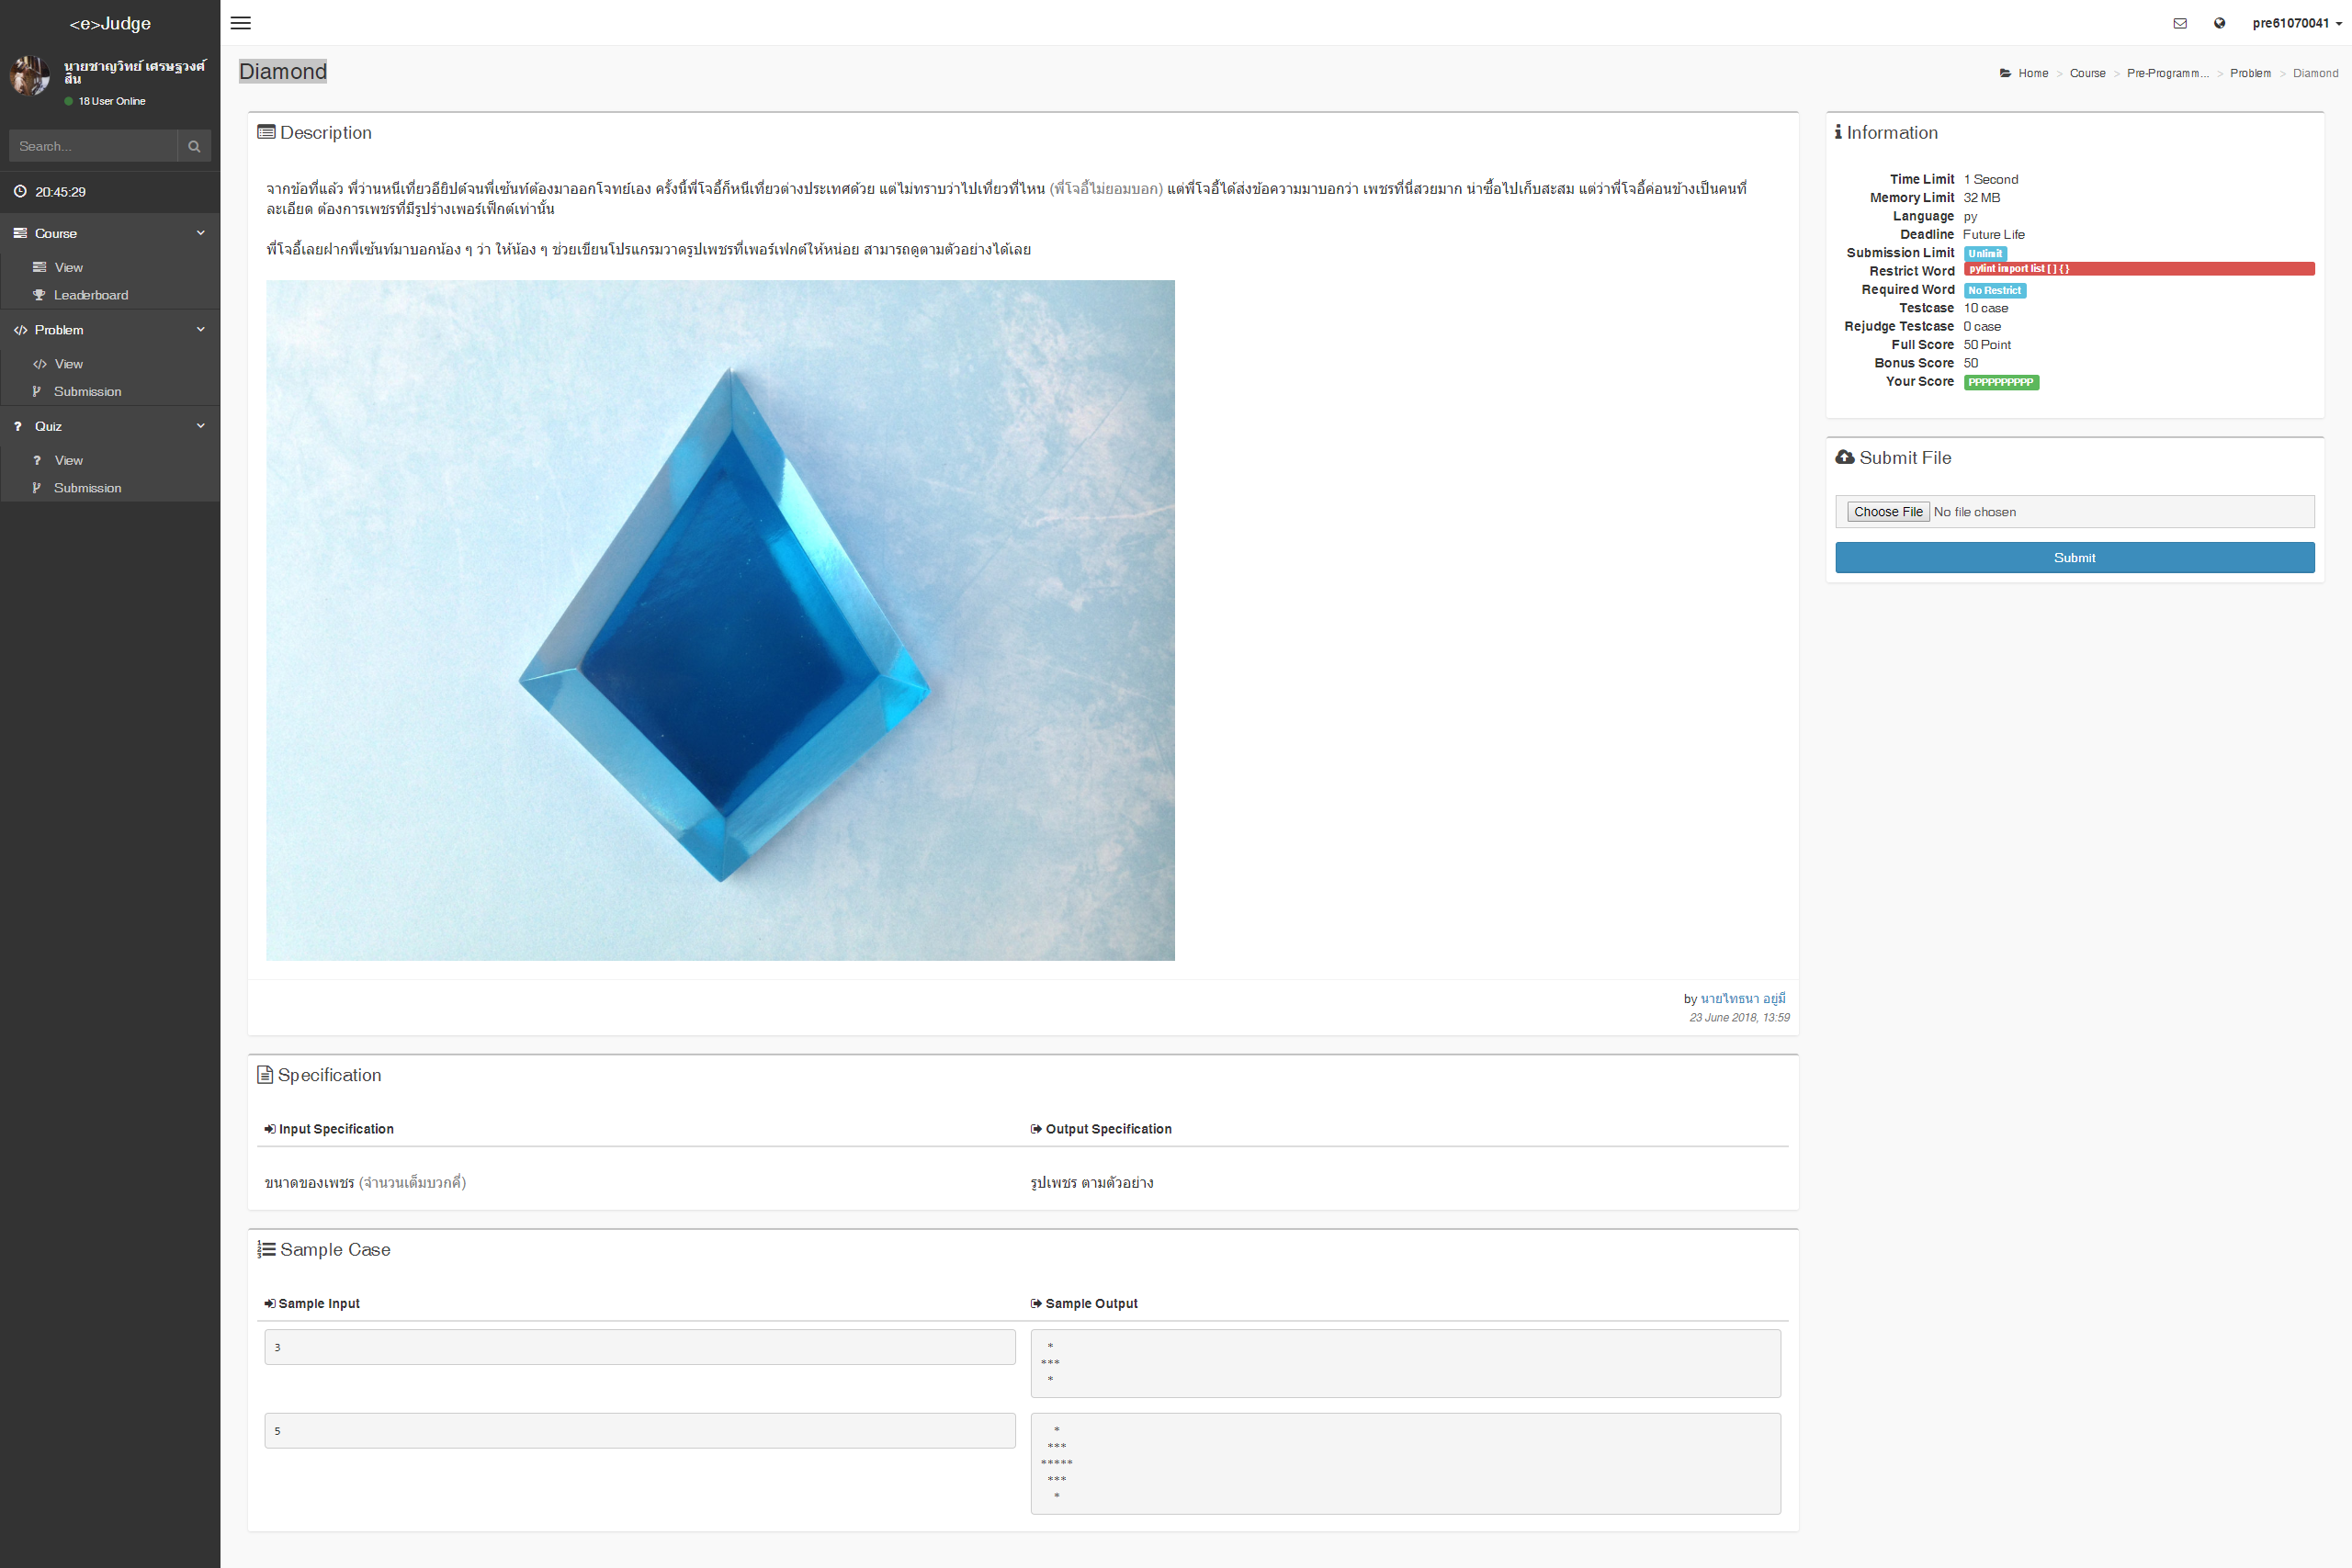 <e>Judge
pre61070041
นายชาญวิทย์ เศรษฐวงศ์
สิน
18 User Online
Search...
20:45:29
Course
View
Leaderboard
Problem
View
Submission
Quiz
View
Submission
Diamond
Home > Course > Pre-Programm... > Problem > Diamond
Description
จากข้อที่แล้ว พี่ว่านหนีเที่ยวอียิปต์จนพี่เซ้นท์ต้องมาออกโจทย์เอง ครั้งนี้พี่โจอี้ก็หนีเที่ยวต่างประเทศด้วย แต่ไม่ทราบว่าไปเที่ยวที่ไหน (พี่โจอี้ไม่ยอมบอก) แต่พี่โจอี้ได้ส่งข้อความมาบอกว่า เพชรที่นี่สวยมาก น่าซื้อไปเก็บสะสม แต่ว่าพี่โจอี้ค่อนข้างเป็นคนที่
ละเอียด ต้องการเพชรที่มีรูปร่างเพอร์เฟ็กต์เท่านั้น
พี่โจอี้เลยฝากพี่เซ้นท์มาบอกน้อง ๆ ว่า ให้น้อง ๆ ช่วยเขียนโปรแกรมวาดรูปเพชรที่เพอร์เฟกต์ให้หน่อย สามารถดูตามตัวอย่างได้เลย
by นายไทธนา อยู่มี
23 June 2018, 13:59
Specification
Input Specification
Output Specification
ขนาดของเพชร (จำนวนเต็มบวกคี่)
รูปเพชร ตามตัวอย่าง
Sample Case
Sample Input
Sample Output
3
 *
***
 *
5
  *
 ***
*****
 ***
  *
Information
Time Limit 1 Second
Memory Limit 32 MB
Language py
Deadline Future Life
Submission Limit Unlimit
Restrict Word pylint import list [ ] { }
Required Word No Restrict
Testcase 10 case
Rejudge Testcase 0 case
Full Score 50 Point
Bonus Score 50
Your Score PPPPPPPPPP
Submit File
Choose File No file chosen
Submit